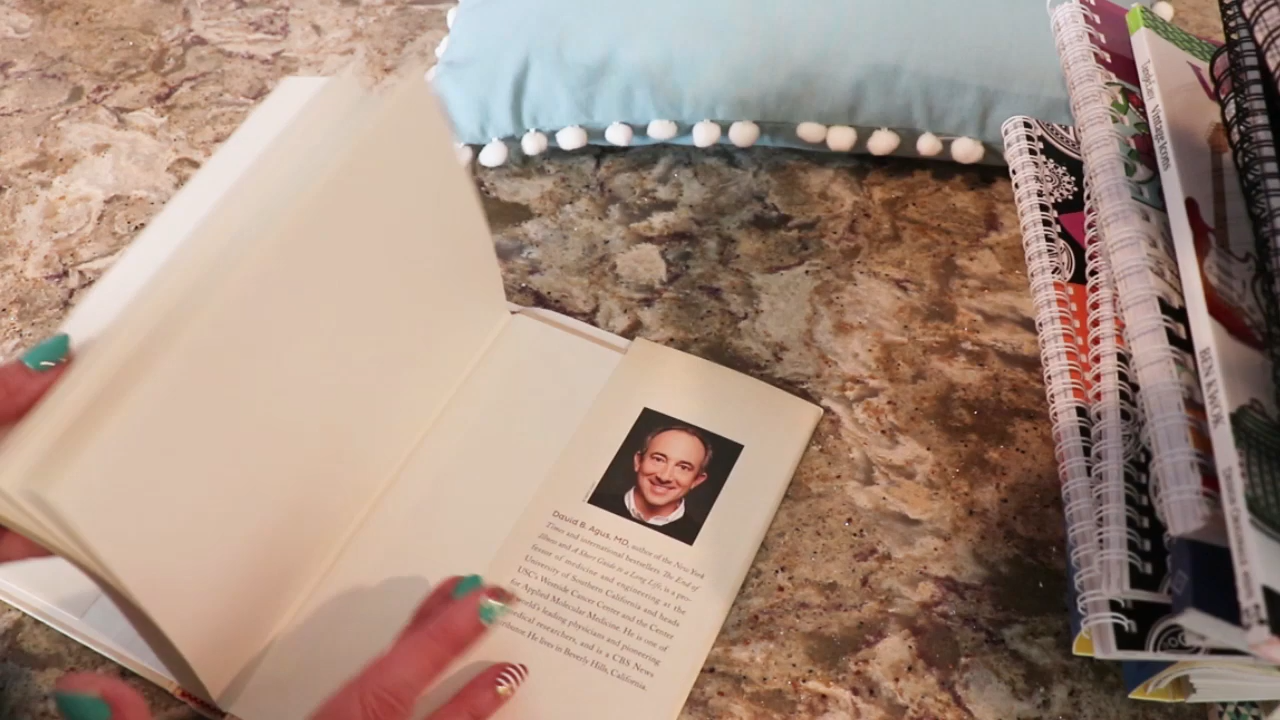 David B. Agus, MD, author of the New York
Times and international bestsellers The End of
Illness and A Short Guide to a Long Life, is a pro-
fessor of medicine and engineering at the
University of Southern California and heads
USC's Westside Cancer Center and the Center
for Applied Molecular Medicine. He is one of
world's leading physicians and pioneering
medical researchers, and is a CBS News
He lives in Beverly Hills, California.
Vintage Icons
BEN KWOK